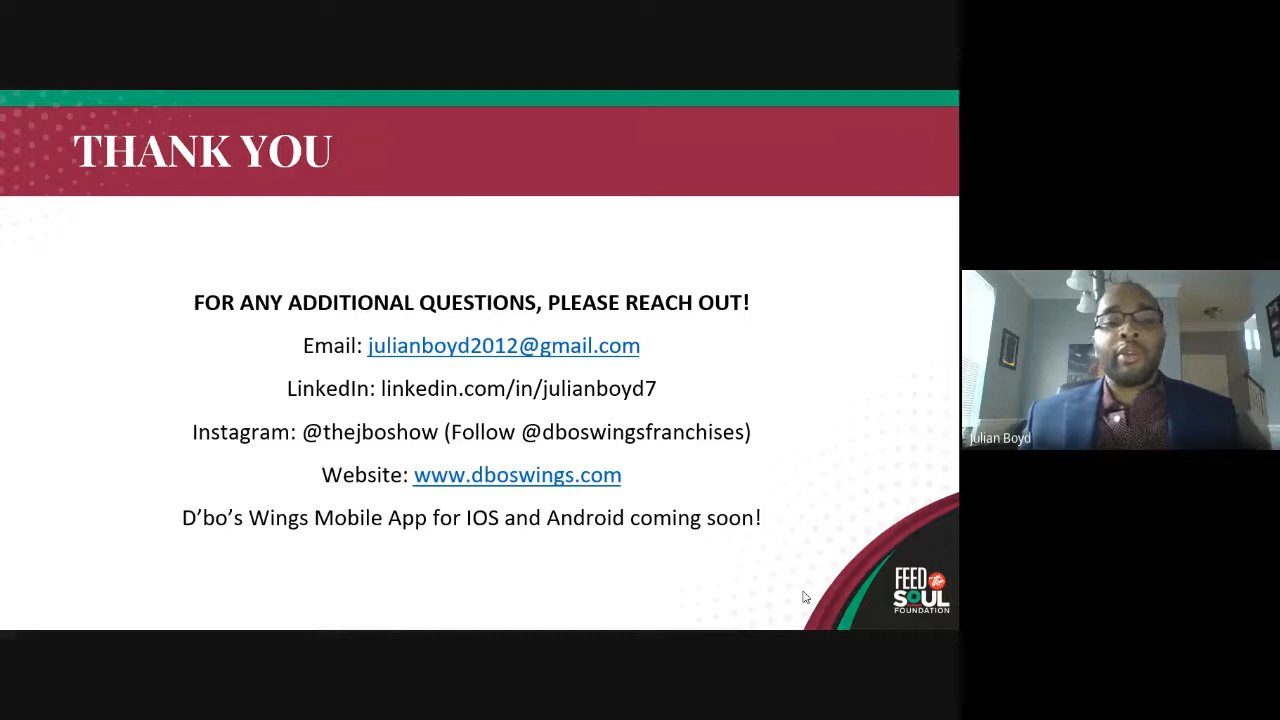 THANK YOU
FOR ANY ADDITIONAL QUESTIONS, PLEASE REACH OUT!
Email: julianboyd2012@gmail.com
LinkedIn: linkedin.com/in/julianboyd7
Instagram: @thejboshow (Follow @dboswingsfranchises)
Website: www.dboswings.com
D’bo’s Wings Mobile App for IOS and Android coming soon!
FEED the
SOUL
FOUNDATION
Julian Boyd